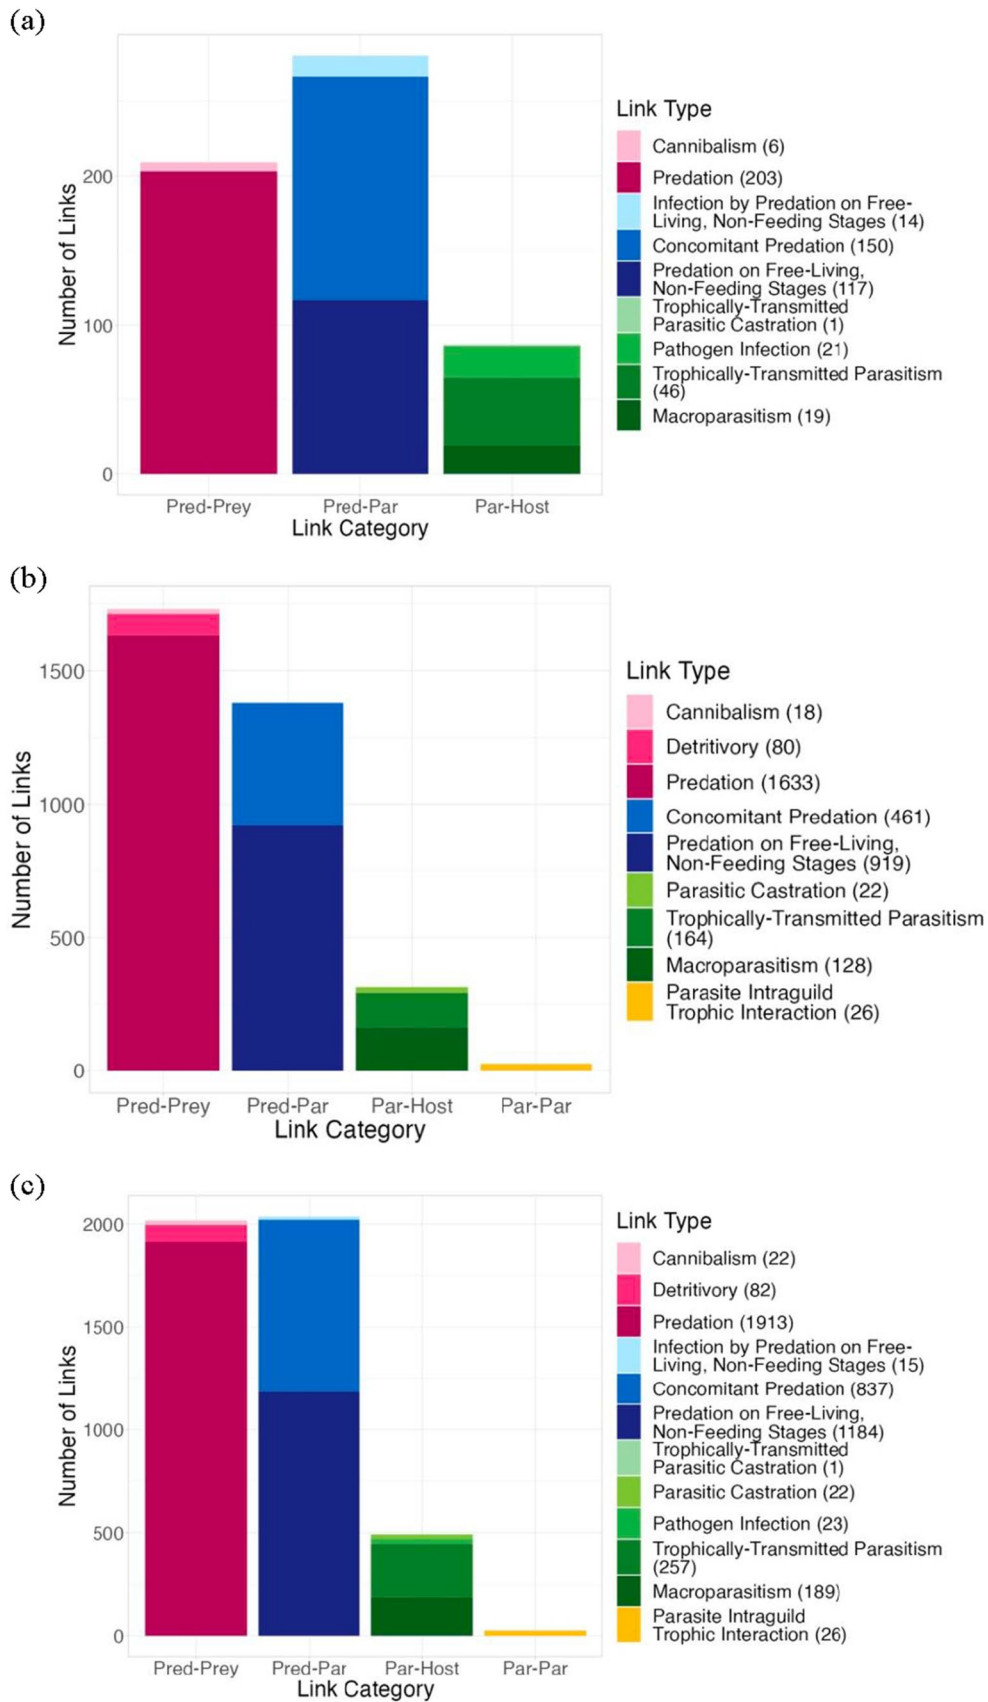 (a)
Number of Links
200
100
0
Pred-Prey
Pred-Par
Par-Host
Link Category
Link Type
Cannibalism (6)
Predation (203)
Infection by Predation on Free-
Living, Non-Feeding Stages (14)
Concomitant Predation (150)
Predation on Free-Living,
Non-Feeding Stages (117)
Trophically-Transmitted
Parasitic Castration (1)
Pathogen Infection (21)
Trophically-Transmitted Parasitism
(46)
Macroparasitism (19)
(b)
Number of Links
1500
1000
500
0
Pred-Prey
Pred-Par
Par-Host
Par-Par
Link Category
Link Type
Cannibalism (18)
Detritivory (80)
Predation (1633)
Concomitant Predation (461)
Predation on Free-Living,
Non-Feeding Stages (919)
Parasitic Castration (22)
Trophically-Transmitted Parasitism
(164)
Macroparasitism (128)
Parasite Intraguild
Trophic Interaction (26)
(c)
Number of Links
2000
1500
1000
500
0
Pred-Prey
Pred-Par
Par-Host
Par-Par
Link Category
Link Type
Cannibalism (22)
Detritivory (82)
Predation (1913)
Infection by Predation on Free-
Living, Non-Feeding Stages (15)
Concomitant Predation (837)
Predation on Free-Living,
Non-Feeding Stages (1184)
Trophically-Transmitted
Parasitic Castration (1)
Parasitic Castration (22)
Pathogen Infection (23)
Trophically-Transmitted Parasitism
(257)
Macroparasitism (189)
Parasite Intraguild
Trophic Interaction (26)